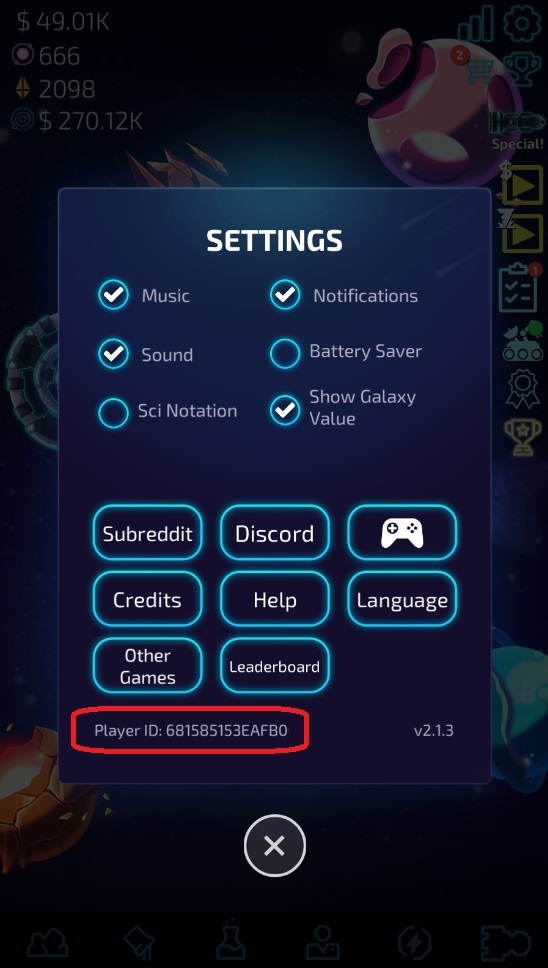 $ 49.01K
666
2098
$ 270.12K
2
Special!
$
1
SETTINGS
Music
Notifications
Sound
Battery Saver
Sci Notation
Show Galaxy
Value
Subreddit
Discord
Credits
Help
Language
Other
Games
Leaderboard
Player ID: 681585153EAFB0
v2.1.3